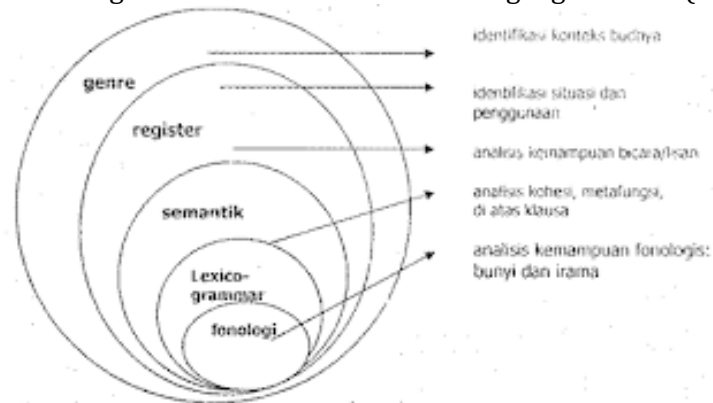 genre
register
semantik
Lexico-
grammar
fonologi
identifikasi konteks budnya
identifikasi situasi dan
penggunaan
analisis kemampuan bicara/lisan
analisis kohesi, metafungsi,
di atas klausa
analisis kemampuan fonologis:
bunyi dan irama